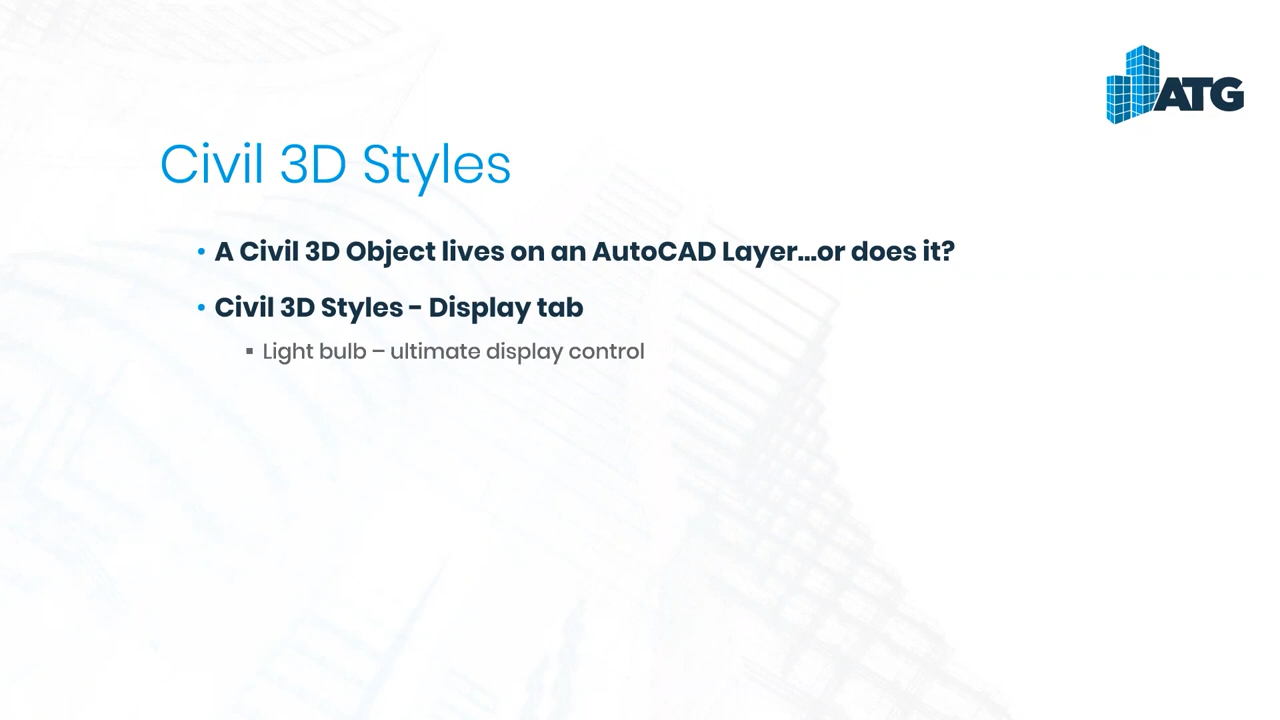 ATG
Civil 3D Styles
• A Civil 3D Object lives on an AutoCAD Layer...or does it?
• Civil 3D Styles - Display tab
▪ Light bulb – ultimate display control